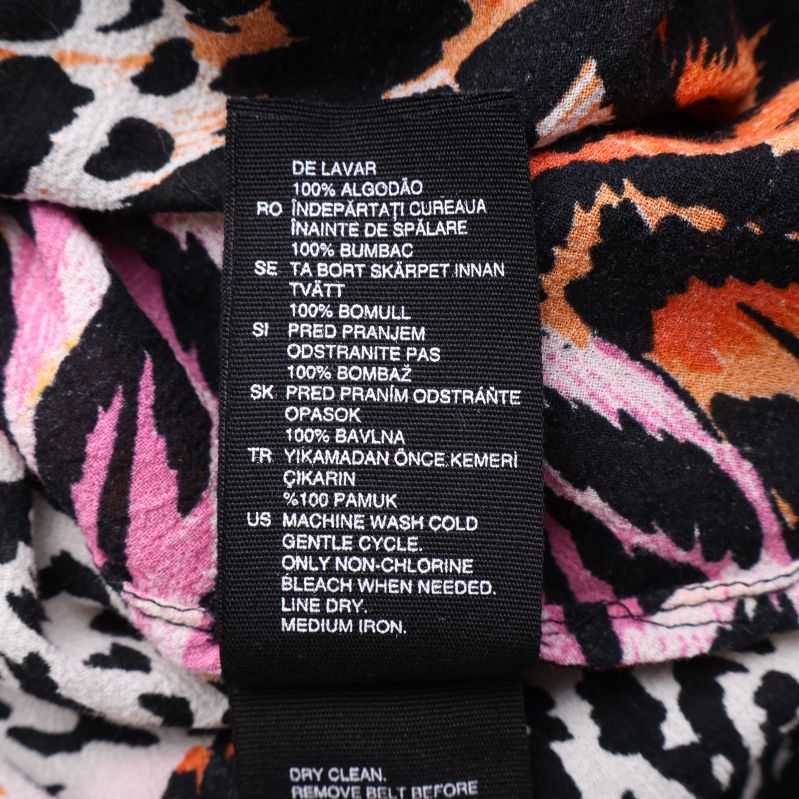 DE LAVAR
100% ALGODÃO
RO ÎNDEPĂRTAȚI CUREAUA
ÎNAINTE DE SPĂLARE
100% BUMBAC
SE TA BORT SKÄRPET INNAN
TVÄTT
100% BOMULL
SI PRED PRANJEM
ODSTRANITE PAS
100% BOMBAŽ
SK PRED PRANÍM ODSTRÁŇTE
OPASOK
100% BAVLNA
TR YIKAMADAN ÖNCE KEMERİ
ÇIKARIN
%100 PAMUK
US MACHINE WASH COLD
GENTLE CYCLE.
ONLY NON-CHLORINE
BLEACH WHEN NEEDED.
LINE DRY.
MEDIUM IRON.
DRY CLEAN.
REMOVE BELT BEFORE